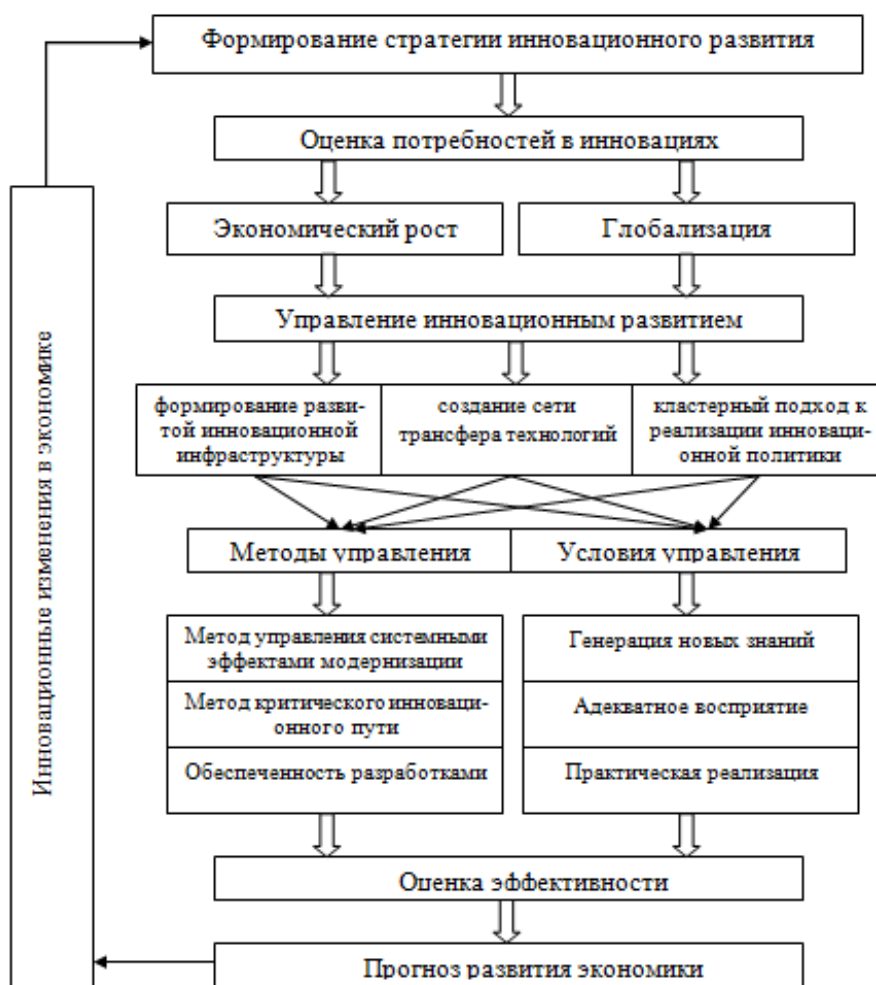 Формирование стратегии инновационного развития
Оценка потребностей в инновациях
Экономический рост
Глобализация
Управление инновационным развитием
формирование разви-
той инновационной
инфраструктуры
создание сети
трансфера технологий
кластерный подход к
реализации инноваци-
онной политики
Методы управления
Условия управления
Метод управления системными
эффектами модернизации
Метод критического инноваци-
онного пути
Обеспеченность разработками
Генерация новых знаний
Адекватное восприятие
Практическая реализация
Оценка эффективности
Прогноз развития экономики
Инновационные изменения в экономике